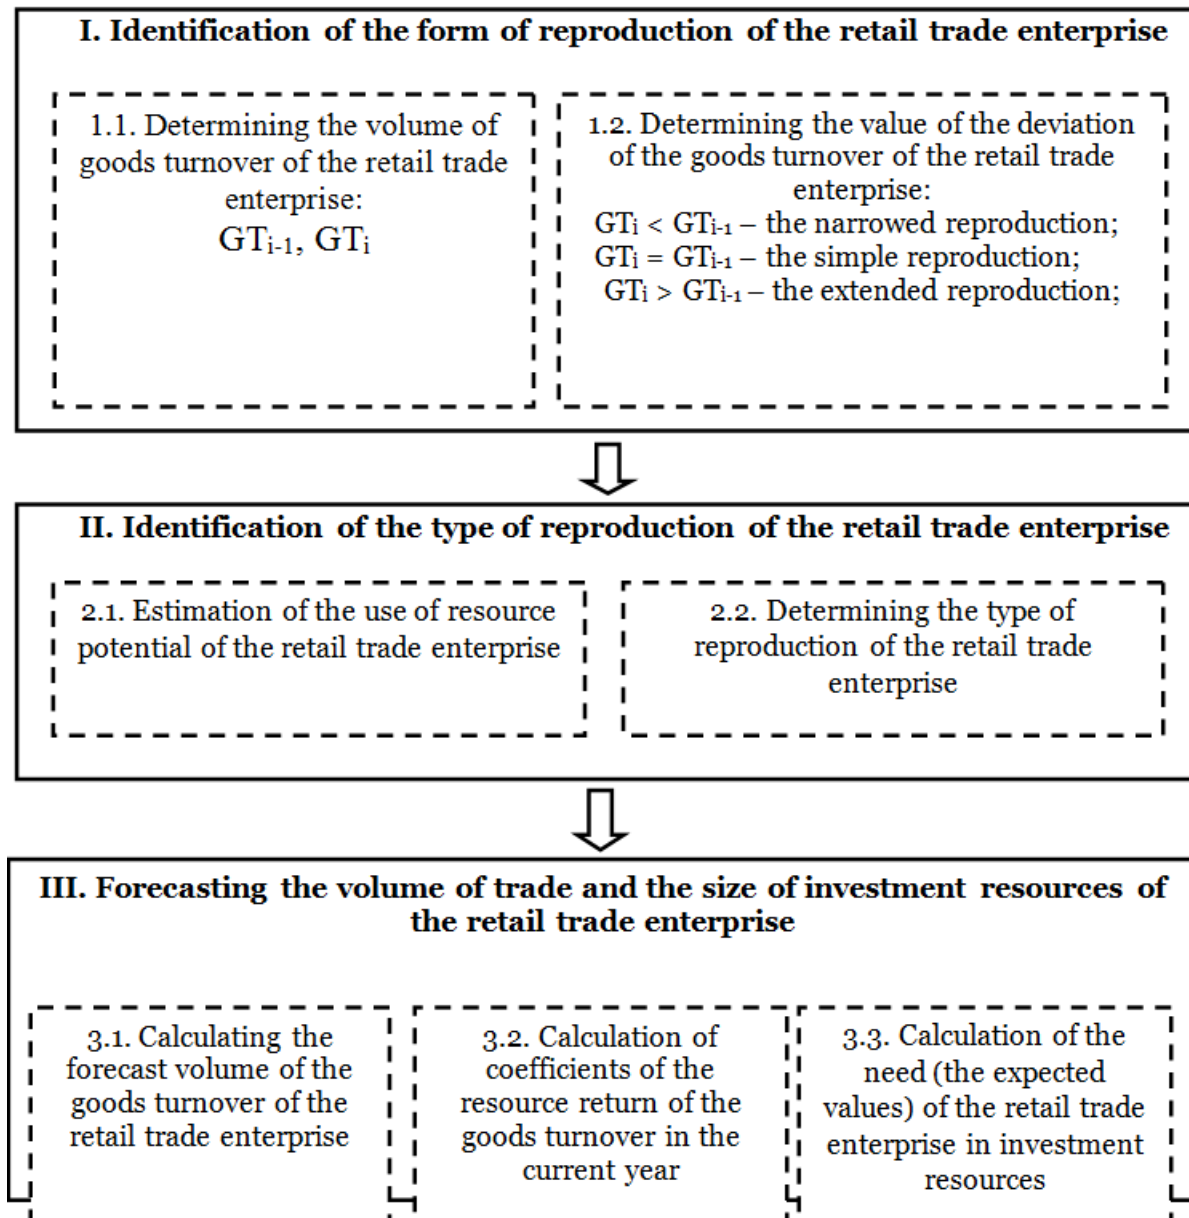 I. Identification of the form of reproduction of the retail trade enterprise
1.1. Determining the volume of
goods turnover of the retail trade
enterprise:
GTi-1, GTi
1.2. Determining the value of the deviation
of the goods turnover of the retail trade
enterprise:
GTi < GTi-1 – the narrowed reproduction;
GTi = GTi-1 – the simple reproduction;
GTi > GTi-1 – the extended reproduction;
II. Identification of the type of reproduction of the retail trade enterprise
2.1. Estimation of the use of resource
potential of the retail trade enterprise
2.2. Determining the type of
reproduction of the retail trade
enterprise
III. Forecasting the volume of trade and the size of investment resources of
the retail trade enterprise
3.1. Calculating the
forecast volume of the
goods turnover of the
retail trade enterprise
3.2. Calculation of
coefficients of the
resource return of the
goods turnover in the
current year
3.3. Calculation of the
need (the expected
values) of the retail trade
enterprise in investment
resources